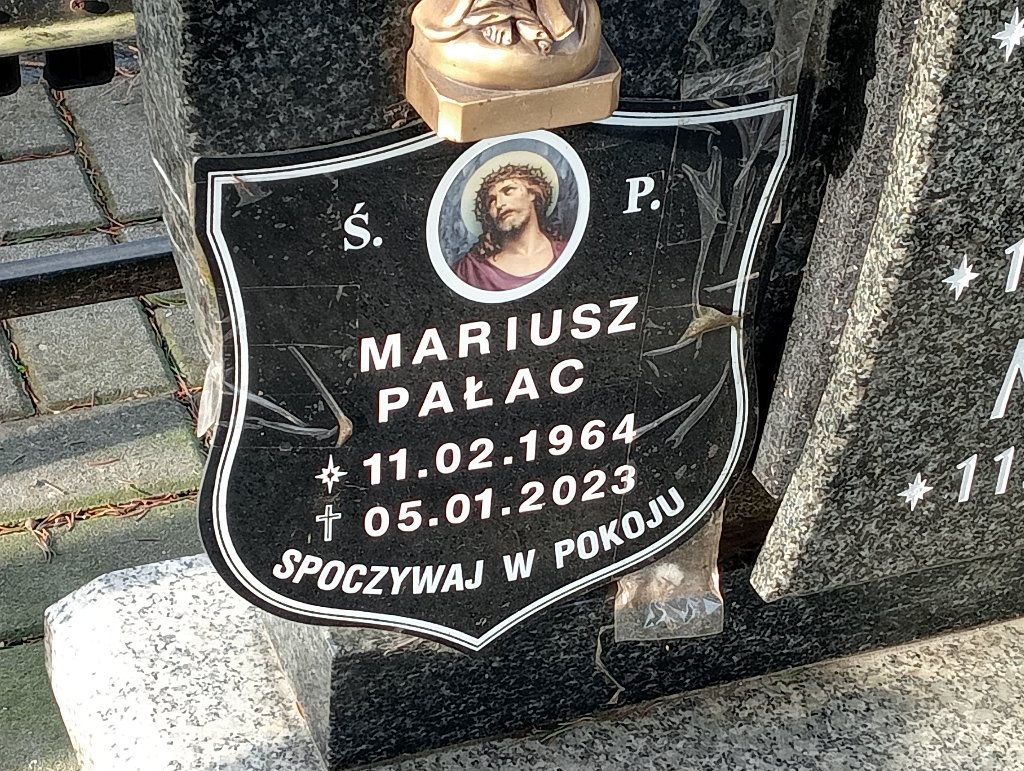 Ś. P.
MARIUSZ
PAŁAC
11.02.1964
05.01.2023
SPOCZYWAJ W POKOJU